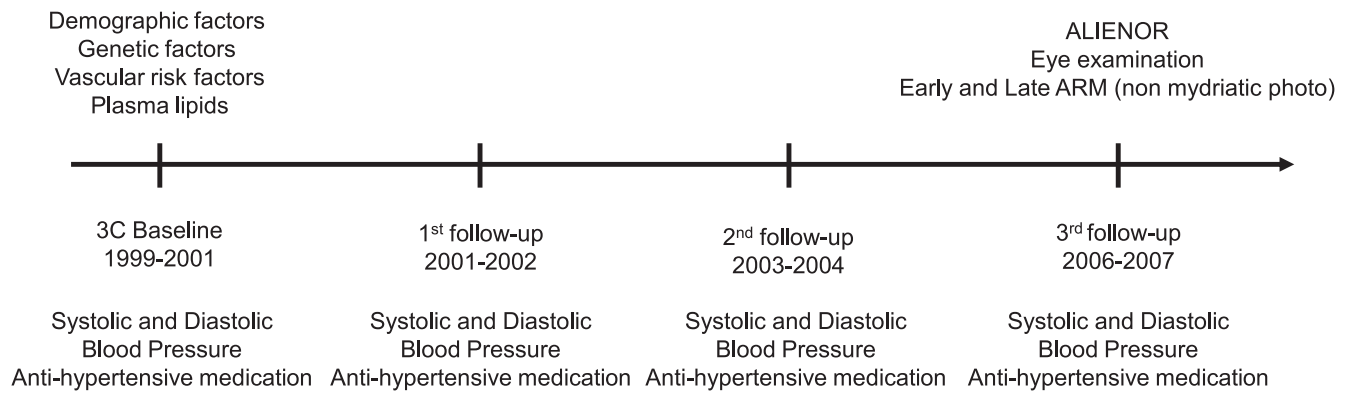 Demographic factors
Genetic factors
Vascular risk factors
Plasma lipids
ALIENOR
Eye examination
Early and Late ARM (non mydriatic photo)
3C Baseline
1999-2001
1st follow-up
2001-2002
2nd follow-up
2003-2004
3rd follow-up
2006-2007
Systolic and Diastolic
Blood Pressure
Anti-hypertensive medication
Systolic and Diastolic
Blood Pressure
Anti-hypertensive medication
Systolic and Diastolic
Blood Pressure
Anti-hypertensive medication
Systolic and Diastolic
Blood Pressure
Anti-hypertensive medication